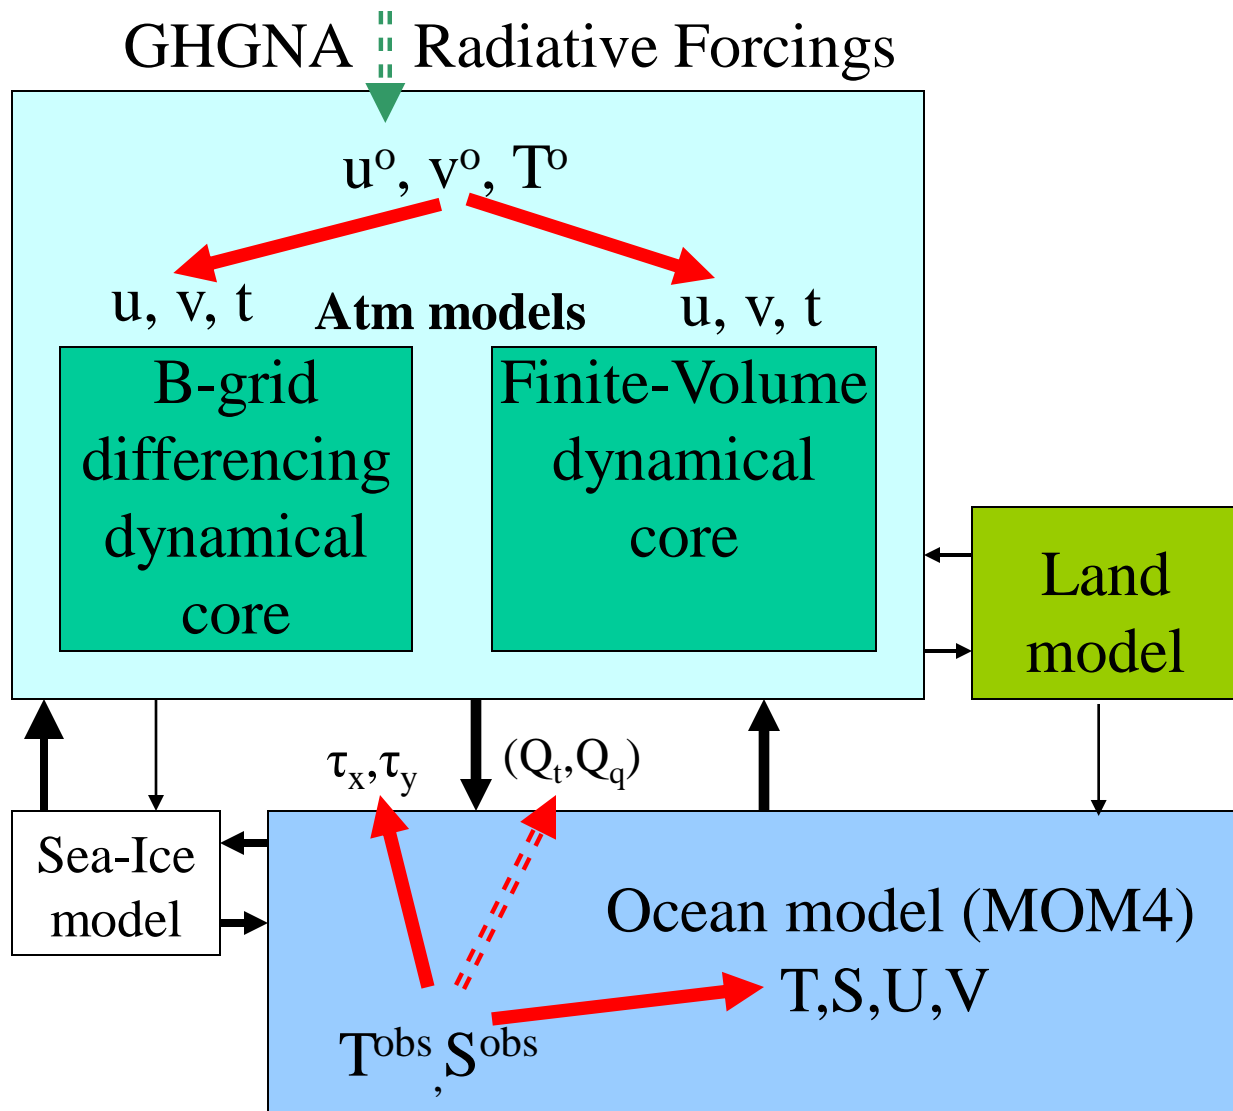 GHGNA Radiative Forcings
uᵒ, vᵒ, Tᵒ
u, v, t
Atm models
u, v, t
B-grid
differencing
dynamical
core
Finite-Volume
dynamical
core
Land
model
τₓ,τy
(Qt,Qq)
Sea-Ice
model
Ocean model (MOM4)
T,S,U,V
Tobs,Sobs